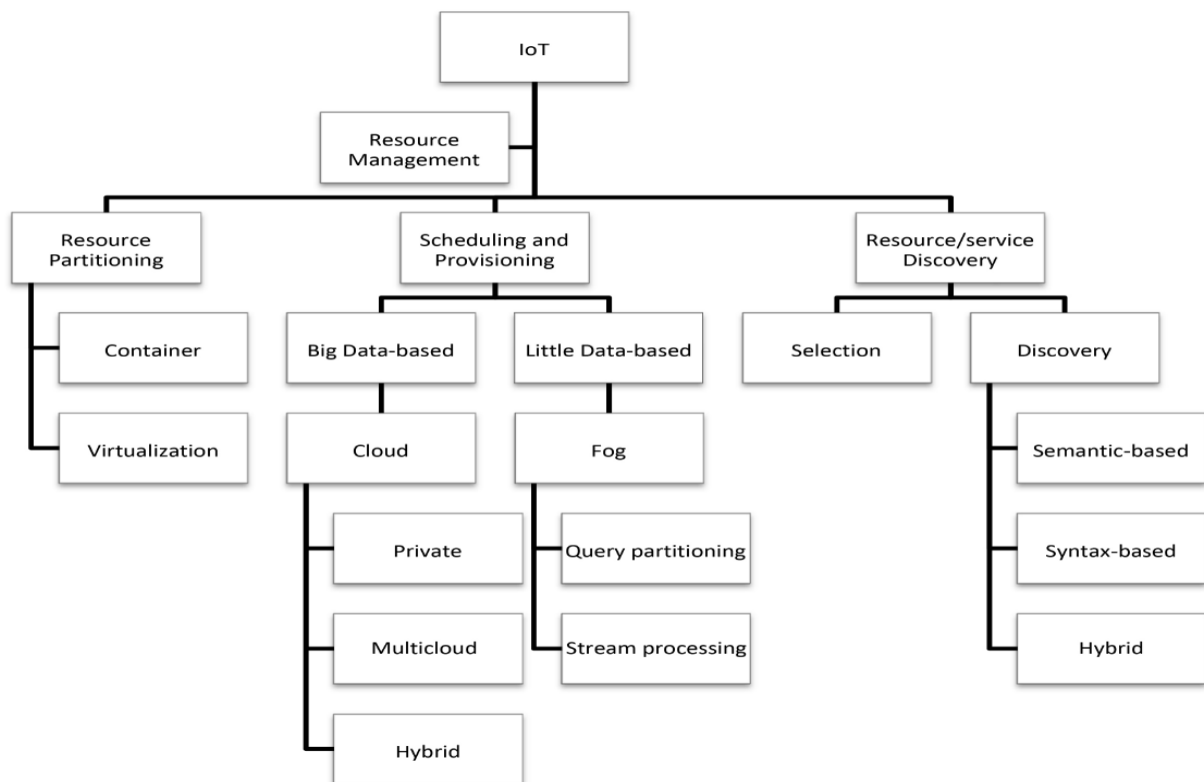 IoT
Resource
Management
Resource
Partitioning
Scheduling and
Provisioning
Resource/service
Discovery
Container
Big Data-based
Little Data-based
Selection
Discovery
Virtualization
Cloud
Fog
Semantic-based
Private
Query partitioning
Syntax-based
Multicloud
Stream processing
Hybrid
Hybrid